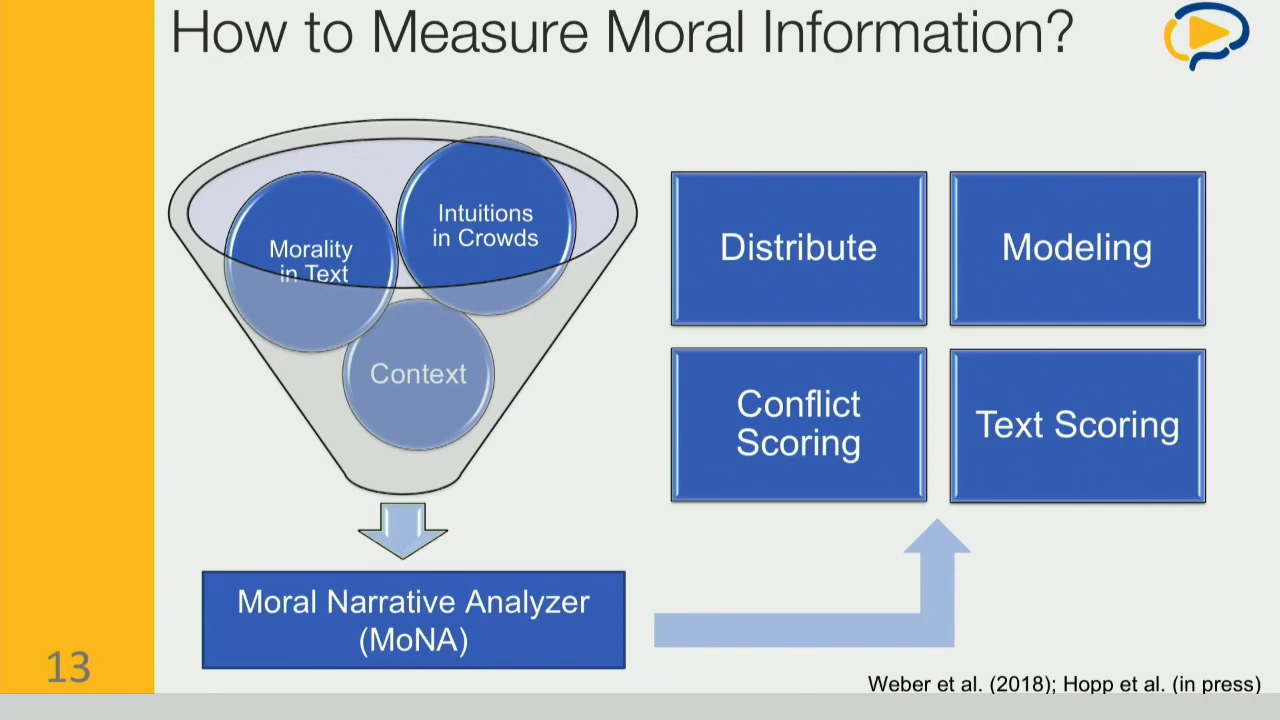 How to Measure Moral Information?
Intuitions
in Crowds
Morality
in Text
Context
Moral Narrative Analyzer
(MoNA)
Distribute
Modeling
Conflict
Scoring
Text Scoring
13
Weber et al. (2018); Hopp et al. (in press)